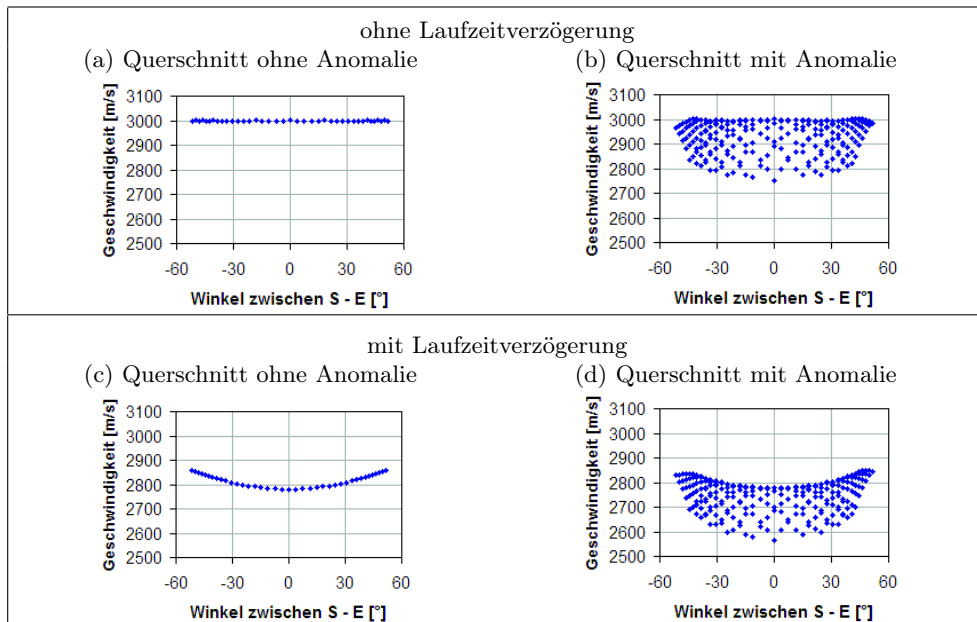 ohne Laufzeitverzögerung
(a) Querschnitt ohne Anomalie
Geschwindigkeit [m/s]
3100
3000
2900
2800
2700
2600
2500
-60 -30 0 30 60
Winkel zwischen S - E [°]
(b) Querschnitt mit Anomalie
Geschwindigkeit [m/s]
3100
3000
2900
2800
2700
2600
2500
-60 -30 0 30 60
Winkel zwischen S - E [°]
mit Laufzeitverzögerung
(c) Querschnitt ohne Anomalie
Geschwindigkeit [m/s]
3100
3000
2900
2800
2700
2600
2500
-60 -30 0 30 60
Winkel zwischen S - E [°]
(d) Querschnitt mit Anomalie
Geschwindigkeit [m/s]
3100
3000
2900
2800
2700
2600
2500
-60 -30 0 30 60
Winkel zwischen S - E [°]